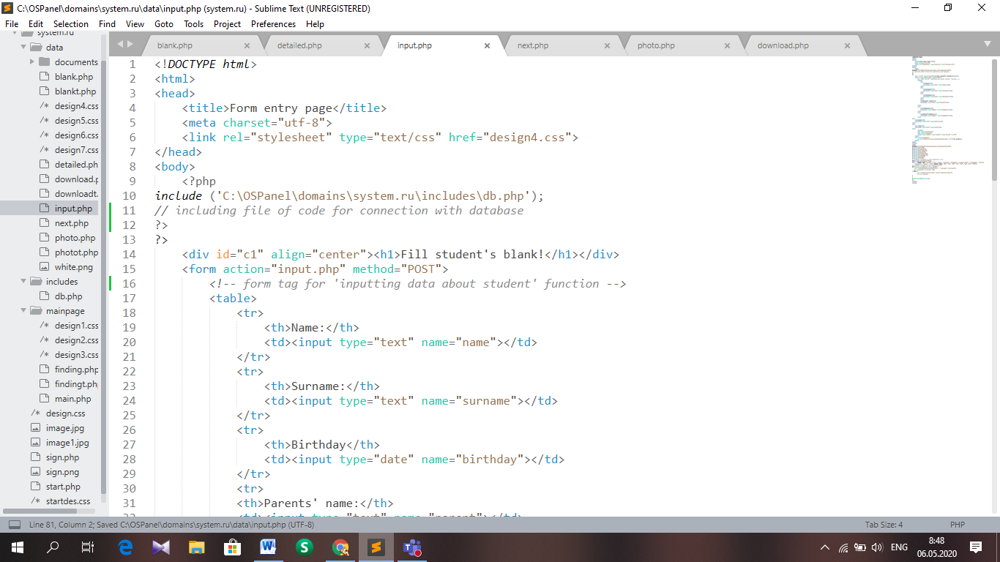 C:\OSPanel\domains\system.ru\data\input.php (system.ru) - Sublime Text (UNREGISTERED)
File Edit Selection Find View Goto Tools Project Preferences Help
system.ru
data
documents
blank.php
blankt.php
design4.css
design5.css
design6.css
design7.css
detailed.ph
download.p
downloadt.
input.php
next.php
photo.php
photot.php
white.png
includes
db.php
mainpage
design1.css
design2.css
design3.css
finding.php
findingt.ph
main.php
design.css
image.jpg
image1.jpg
sign.php
sign.png
start.php
startdes.css
blank.php detailed.php input.php next.php photo.php download.php
1 <!DOCTYPE html>
2 <html>
3 <head>
4 <title>Form entry page</title>
5 <meta charset="utf-8">
6 <link rel="stylesheet" type="text/css" href="design4.css">
7 </head>
8 <body>
9 <?php
10 include ('C:\OSPanel\domains\system.ru\includes\db.php');
11 // including file of code for connection with database
12 ?>
13 ?>
14 <div id="c1" align="center"><h1>Fill student's blank!</h1></div>
15 <form action="input.php" method="POST">
16 <!-- form tag for 'inputting data about student' function -->
17 <table>
18 <tr>
19 <th>Name:</th>
20 <td><input type="text" name="name"></td>
21 </tr>
22 <tr>
23 <th>Surname:</th>
24 <td><input type="text" name="surname"></td>
25 </tr>
26 <tr>
27 <th>Birthday</th>
28 <td><input type="date" name="birthday"></td>
29 </tr>
30 <tr>
31 <th>Parents' name:</th>
32 <td><input type="text" name="parent"></td>
Line 81, Column 2; Saved C:\OSPanel\domains\system.ru\data\input.php (UTF-8) Tab Size: 4 PHP
ENG
8:48
06.05.2020